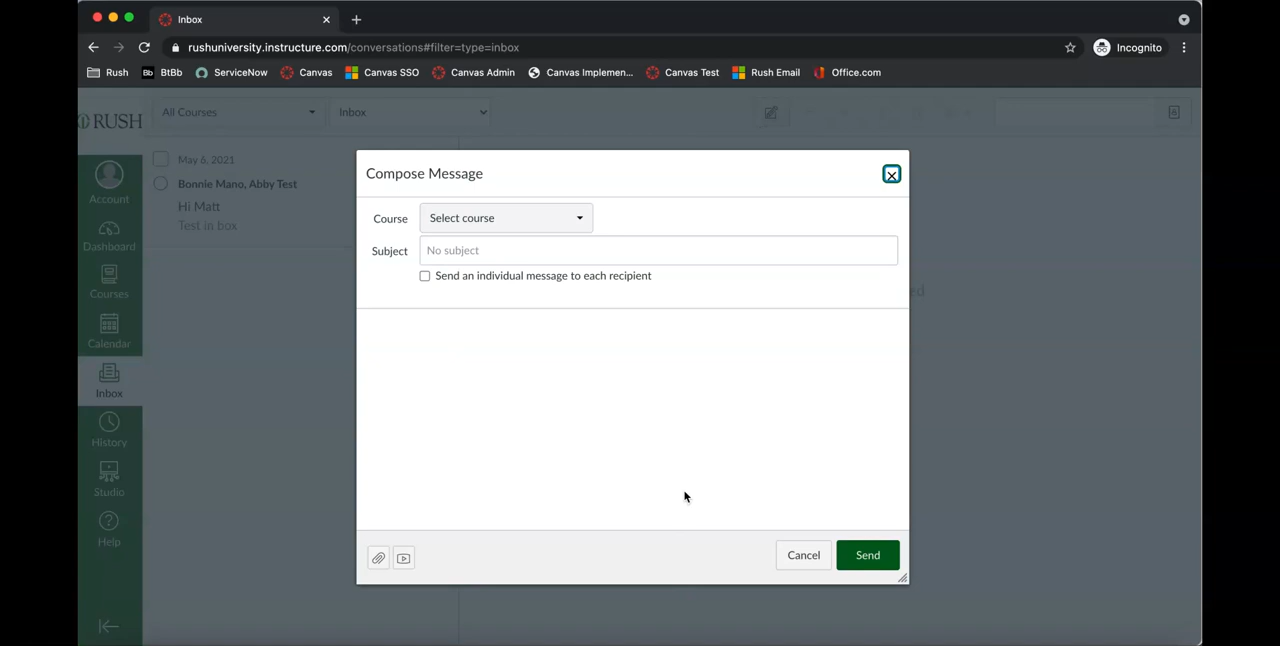 Inbox
rushuniversity.instructure.com/conversations#filter=type=inbox
Incognito
Rush
Bb BtBb
ServiceNow
Canvas
Canvas SSO
Canvas Admin
Canvas Implemen...
Canvas Test
Rush Email
Office.com
RUSH
All Courses
Inbox
Account
Dashboard
Courses
Calendar
Inbox
History
Studio
Help
May 6, 2021
Bonnie Mano, Abby Test
Hi Matt
Test in box
Compose Message
Course Select course
Subject No subject
Send an individual message to each recipient
Cancel
Send
ed